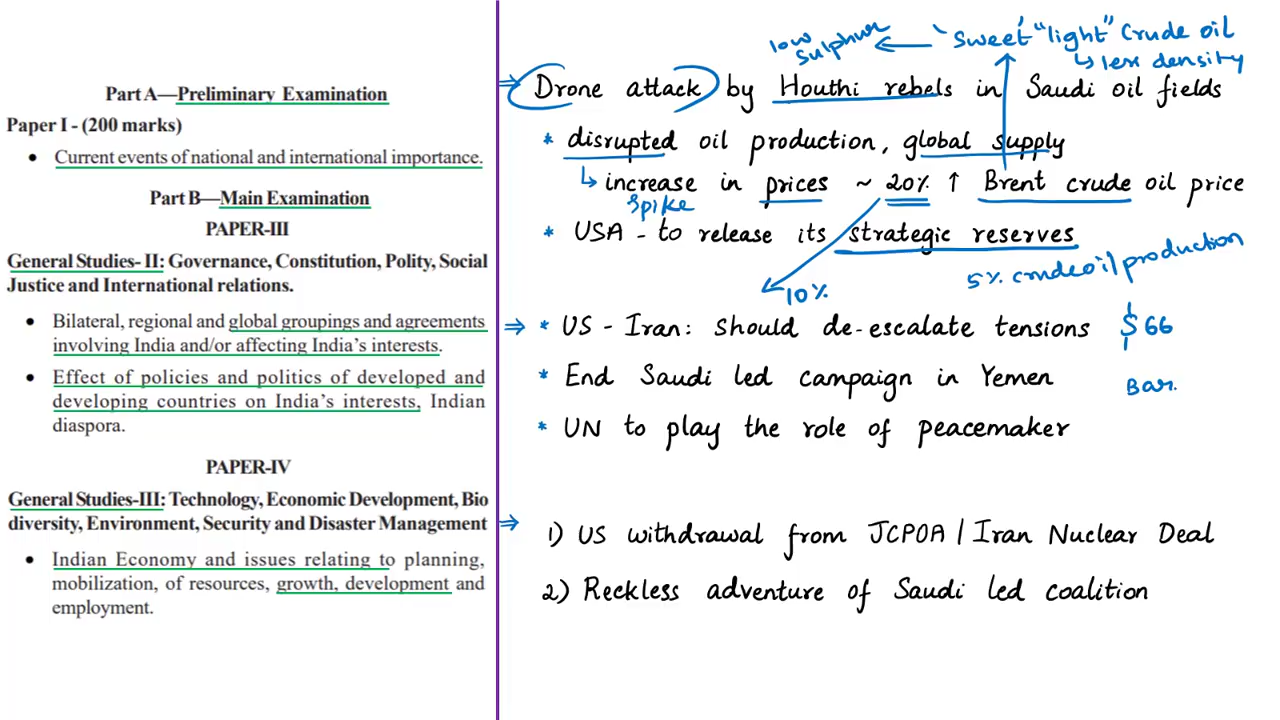 Part A—Preliminary Examination
Paper I - (200 marks)
• Current events of national and international importance.
Part B—Main Examination
PAPER-III
General Studies- II: Governance, Constitution, Polity, Social
Justice and International relations.
• Bilateral, regional and global groupings and agreements
involving India and/or affecting India's interests.
• Effect of policies and politics of developed and
developing countries on India's interests, Indian
diaspora.
PAPER-IV
General Studies-III: Technology, Economic Development, Bio
diversity, Environment, Security and Disaster Management
• Indian Economy and issues relating to planning,
mobilization, of resources, growth, development and
employment.
low sulphur ← 'Sweet' "light" Crude oil
↳ less density
⇒ Drone attack by Houthi rebels in Saudi oil fields
* disrupted oil production, global supply
↳ increase in prices ~ 20% ↑ Brent crude oil price
spike
* USA - to release its strategic reserves
5% crude oil production
10%
⇒ * US - Iran: should de-escalate tensions $66
* End Saudi led campaign in Yemen Bar.
* UN to play the role of peacemaker
⇒ 1) US withdrawal from JCPOA / Iran Nuclear Deal
2) Reckless adventure of Saudi led coalition